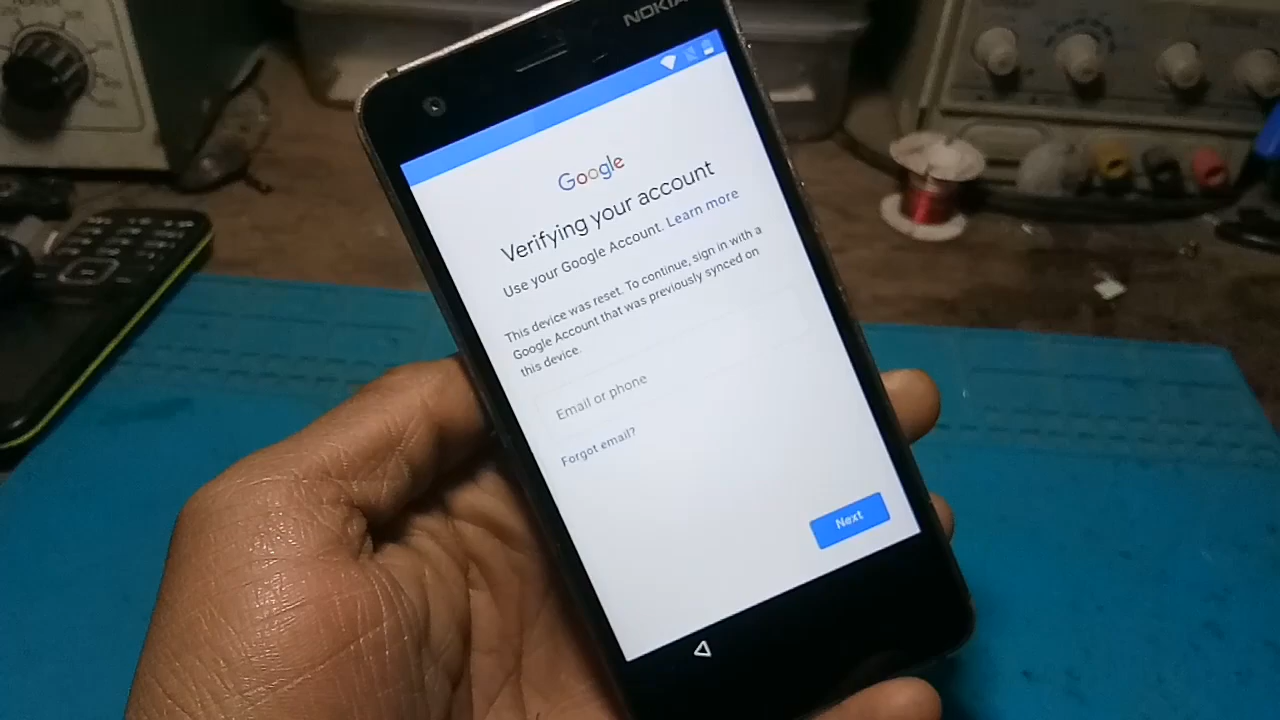 NOKIA
Google
Verifying your account
Use your Google Account. Learn more
This device was reset. To continue, sign in with a
Google Account that was previously synced on
this device.
Email or phone
Forgot email?
Next